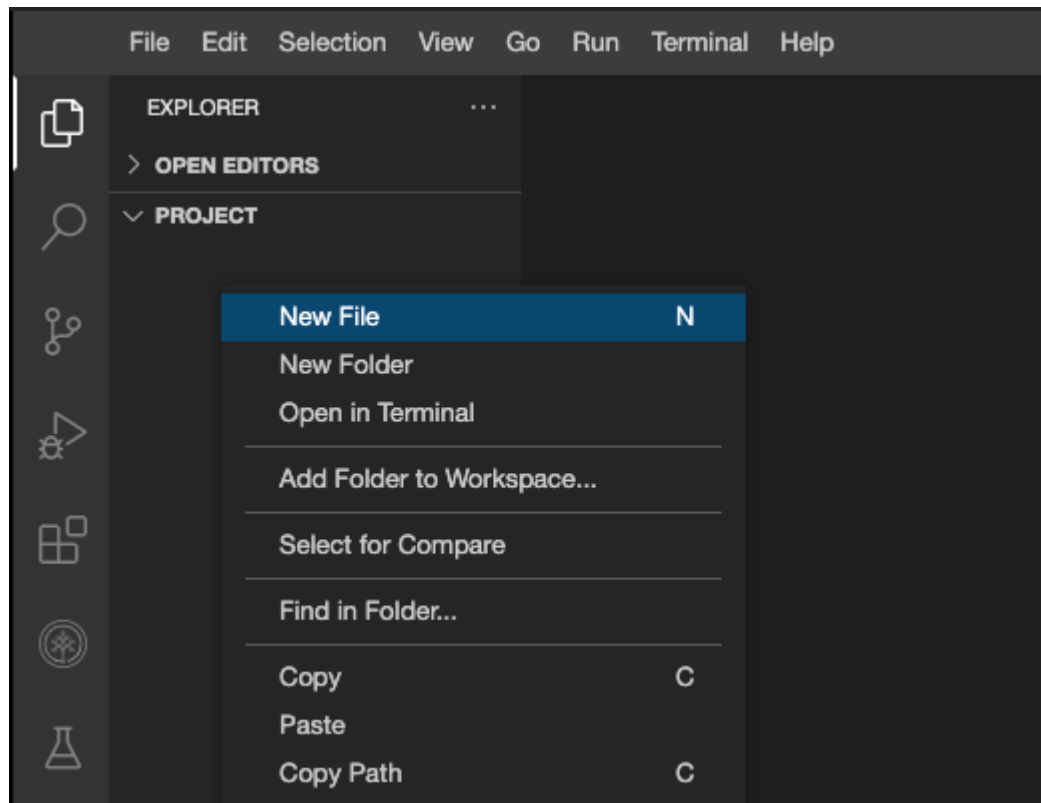 File Edit Selection View Go Run Terminal Help
EXPLORER ...
OPEN EDITORS
PROJECT
New File N
New Folder
Open in Terminal
Add Folder to Workspace...
Select for Compare
Find in Folder...
Copy C
Paste
Copy Path C